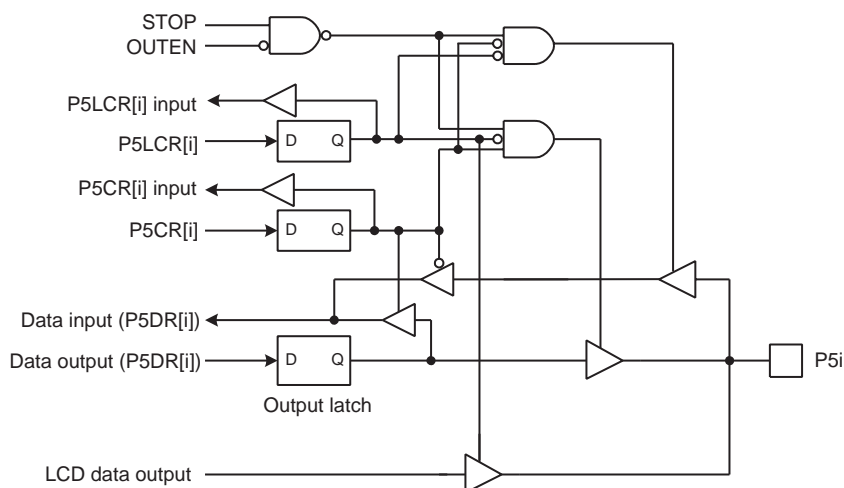 STOP
OUTEN
P5LCR[i] input
P5LCR[i]
D Q
P5CR[i] input
P5CR[i]
D Q
Data input (P5DR[i])
Data output (P5DR[i])
D Q
P5i
Output latch
LCD data output